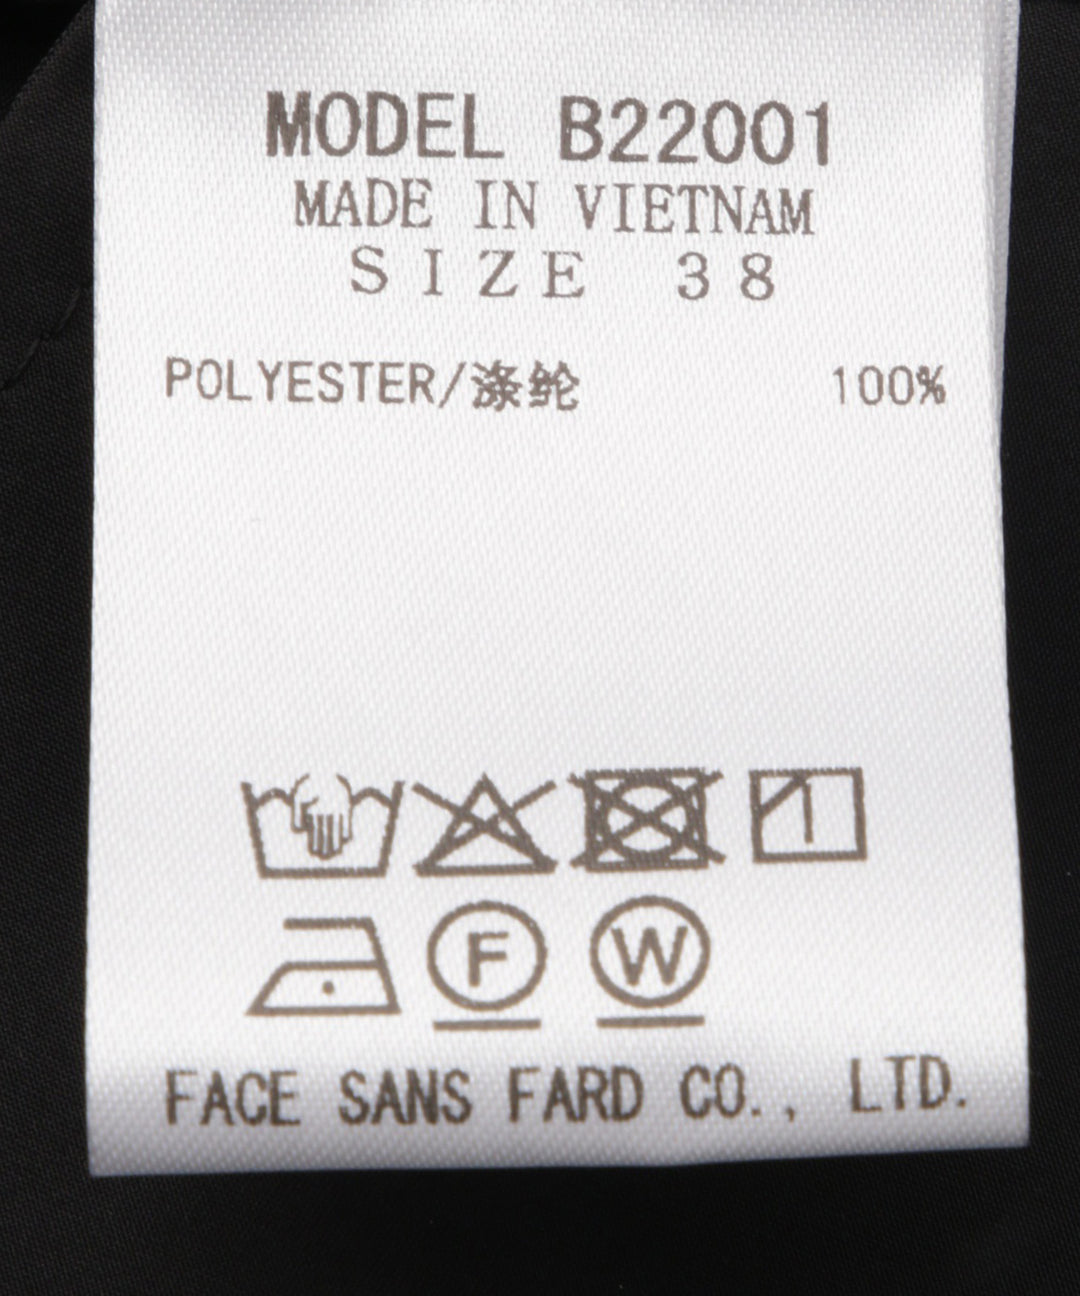 MODEL B22001
MADE IN VIETNAM
SIZE 38
POLYESTER/涤纶 100%
F W
FACE SANS FARD CO., LTD.